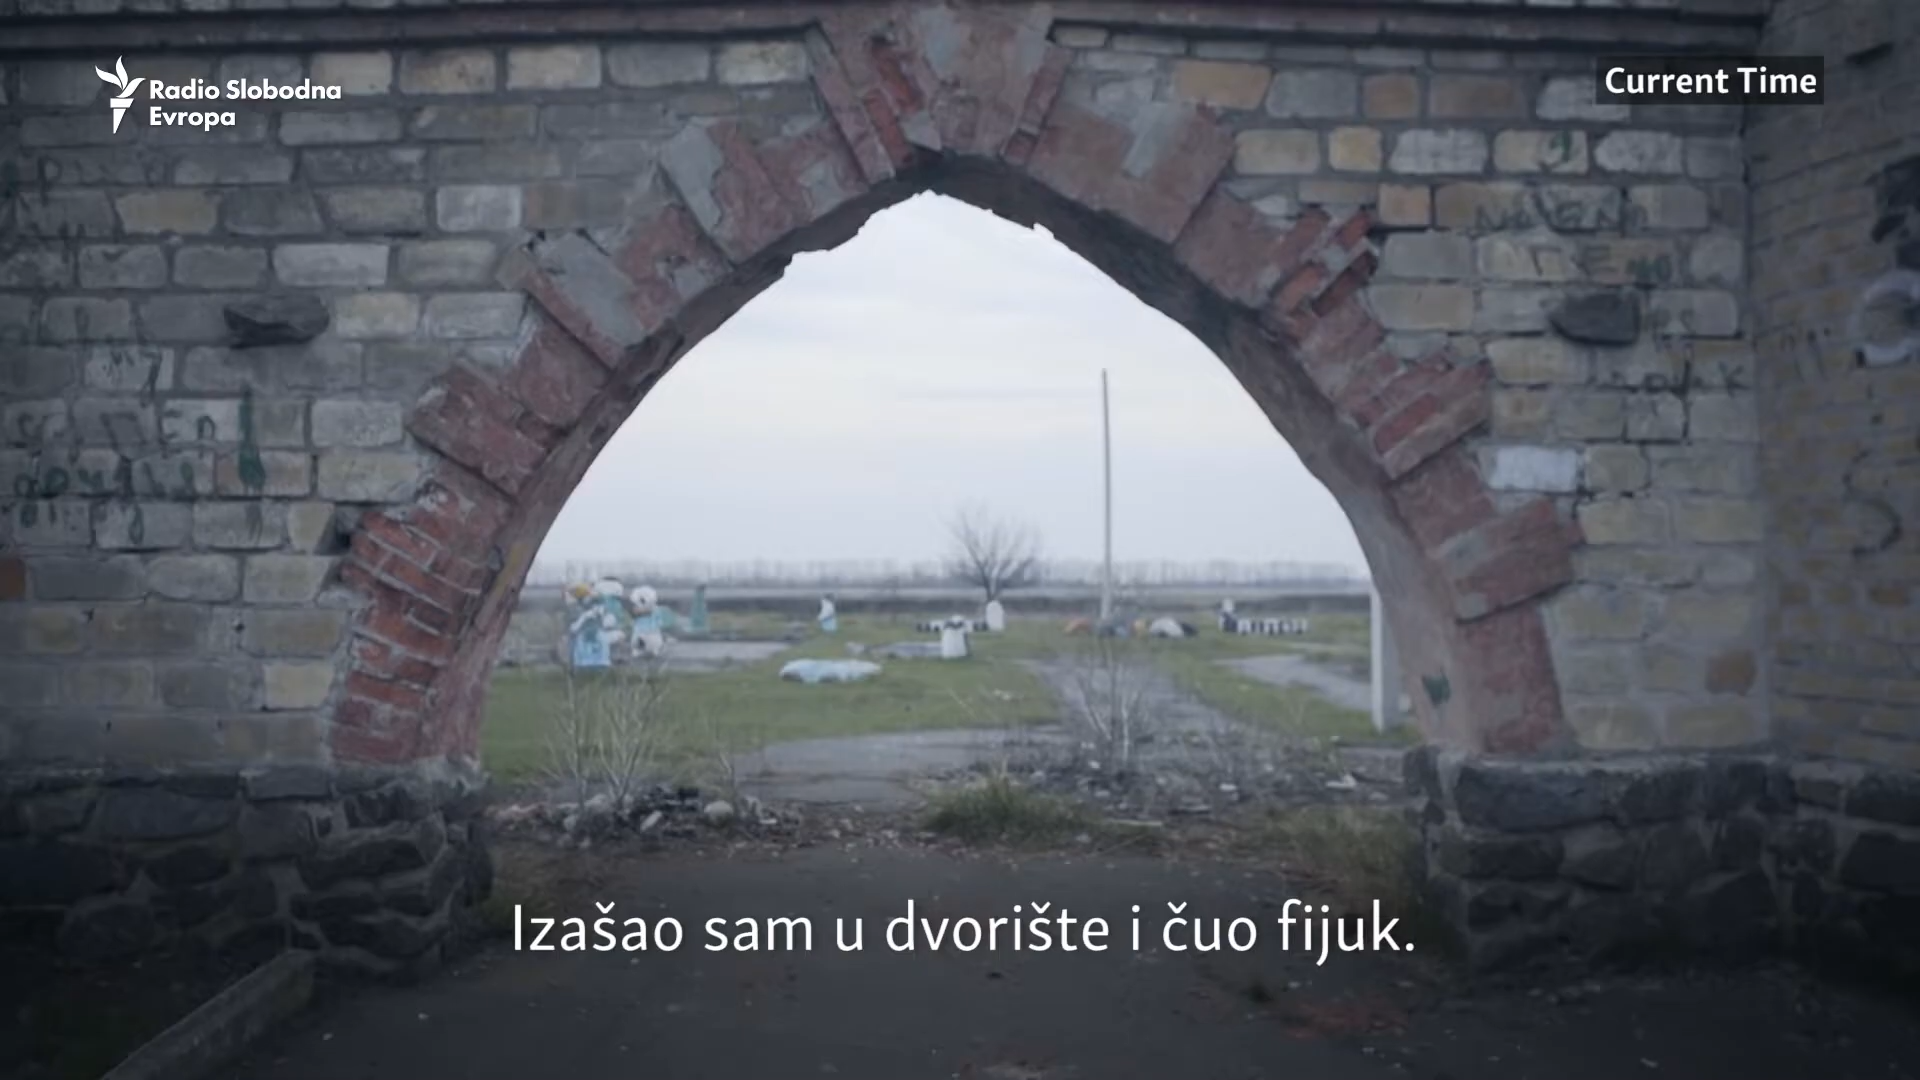 Radio Slobodna
Evropa
Current Time
Izašao sam u dvorište i čuo fijuk.